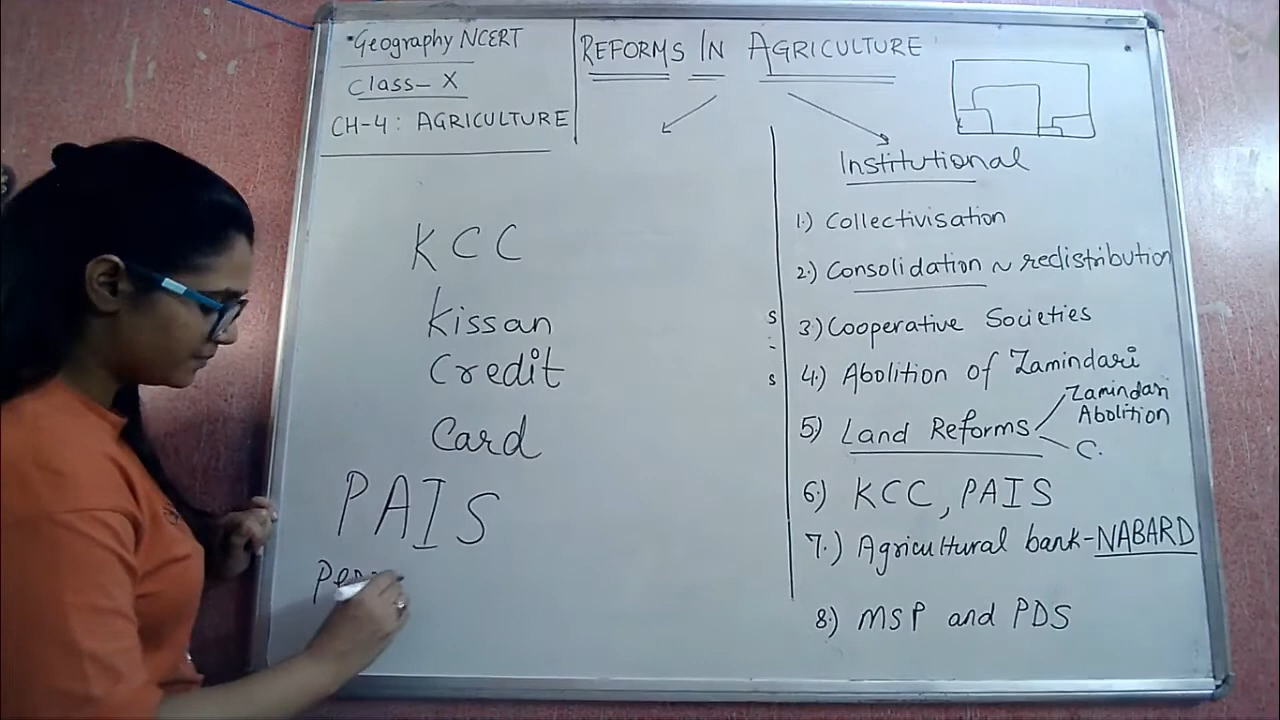 Geography NCERT
Class- X
CH-4: AGRICULTURE
REFORMS IN AGRICULTURE
KCC
Kissan
Credit
Card
PAIS
Institutional
1.) Collectivisation
2.) Consolidation ~ redistribution
s
s
3) Cooperative Societies
4.) Abolition of Zamindari
5) Land Reforms
Zamindari
Abolition
C.
6.) KCC, PAIS
7.) Agricultural bank-NABARD
8.) MSP and PDS